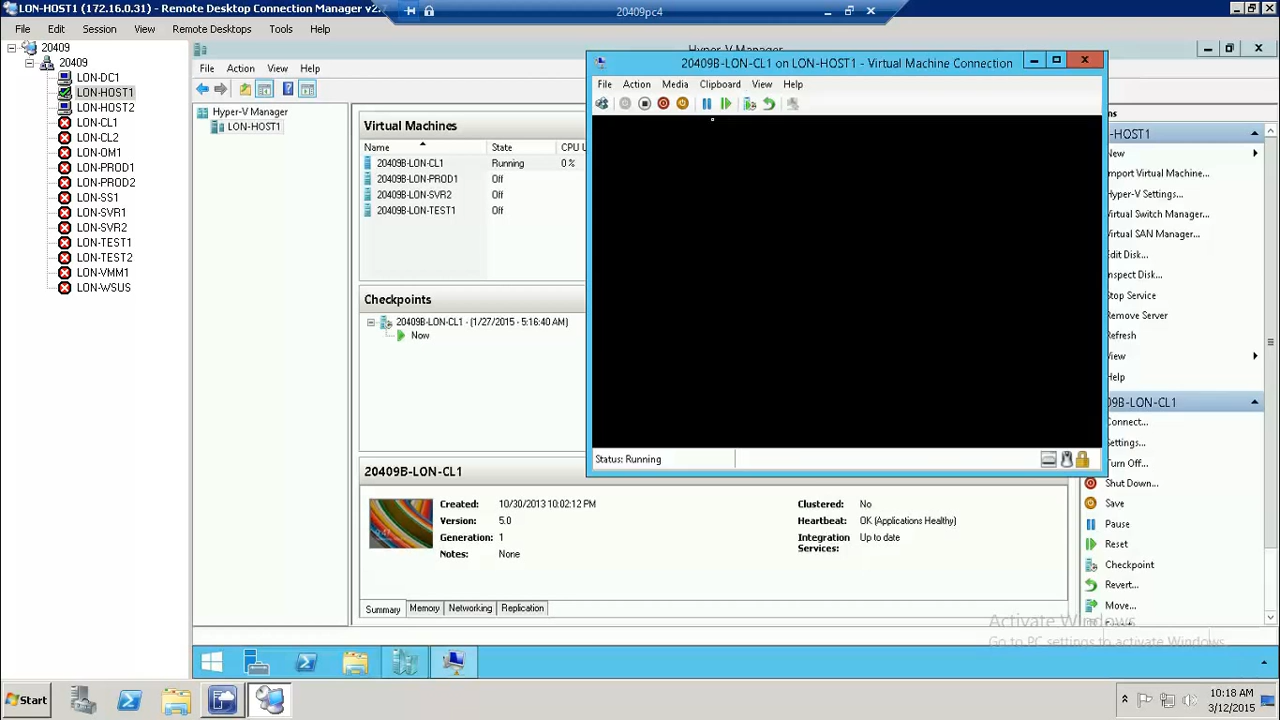 LON-HOST1 (172.16.0.31) - Remote Desktop Connection Manager v2.
20409pc4
File Edit Session View Remote Desktops Tools Help
20409
20409
LON-DC1
LON-HOST1
LON-HOST2
LON-CL1
LON-CL2
LON-OM1
LON-PROD1
LON-PROD2
LON-SS1
LON-SVR1
LON-SVR2
LON-TEST1
LON-TEST2
LON-VMM1
LON-WSUS
Hyper-V Manager
File Action View Help
Hyper-V Manager
LON-HOST1
Virtual Machines
Name State CPU U
20409B-LON-CL1 Running 0 %
20409B-LON-PROD1 Off
20409B-LON-SVR2 Off
20409B-LON-TEST1 Off
Checkpoints
20409B-LON-CL1 - (1/27/2015 - 5:16:40 AM)
Now
20409B-LON-CL1
Created: 10/30/2013 10:02:12 PM
Version: 5.0
Generation: 1
Notes: None
Clustered: No
Heartbeat: OK (Applications Healthy)
Integration Services: Up to date
Summary Memory Networking Replication
20409B-LON-CL1 on LON-HOST1 - Virtual Machine Connection
File Action Media Clipboard View Help
Status: Running
ns
-HOST1
New
mport Virtual Machine...
Hyper-V Settings...
Virtual Switch Manager...
Virtual SAN Manager...
Edit Disk...
nspect Disk...
Stop Service
Remove Server
Refresh
View
Help
09B-LON-CL1
Connect...
Settings...
Turn Off...
Shut Down...
Save
Pause
Reset
Checkpoint
Revert...
Move...
Activate Windows
Go to PC settings to activate Windows.
Start
10:18 AM
3/12/2015